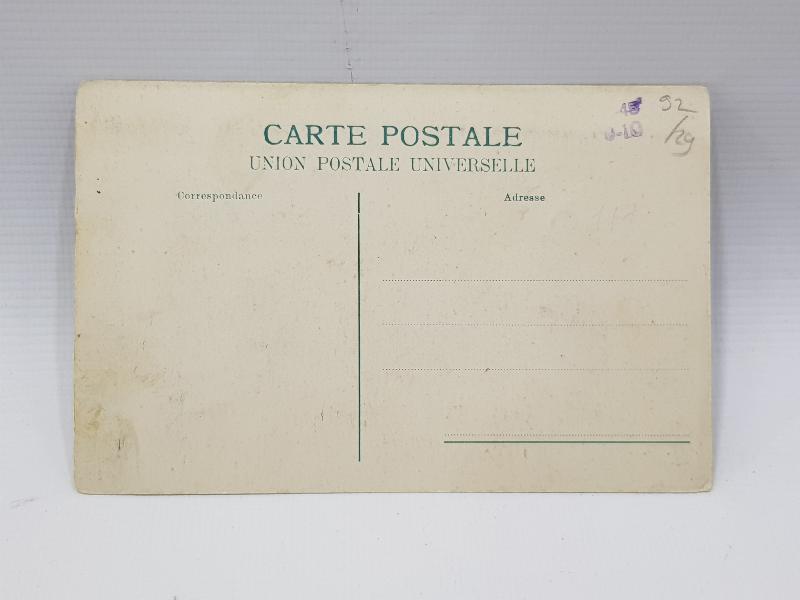 CARTE POSTALE
UNION POSTALE UNIVERSELLE
Correspondance
Adresse
92
/29